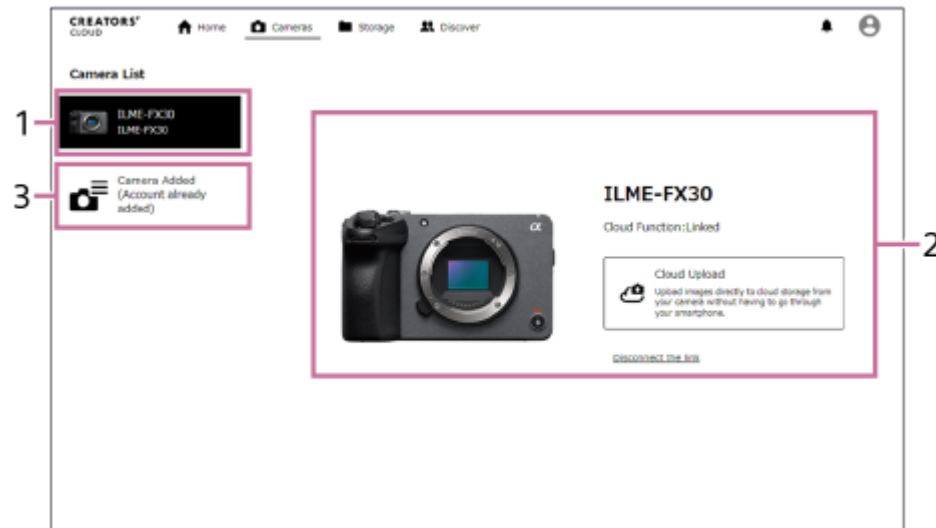 CREATORS'
CLOUD
Home
Cameras
Storage
Discover
Camera List
1
ILME-FX30
ILME-FX30
3
Camera Added
(Account already
added)
α
ILME-FX30
Cloud Function:Linked
2
Cloud Upload
Upload images directly to cloud storage from
your camera without having to go through
your smartphone.
Disconnect the link